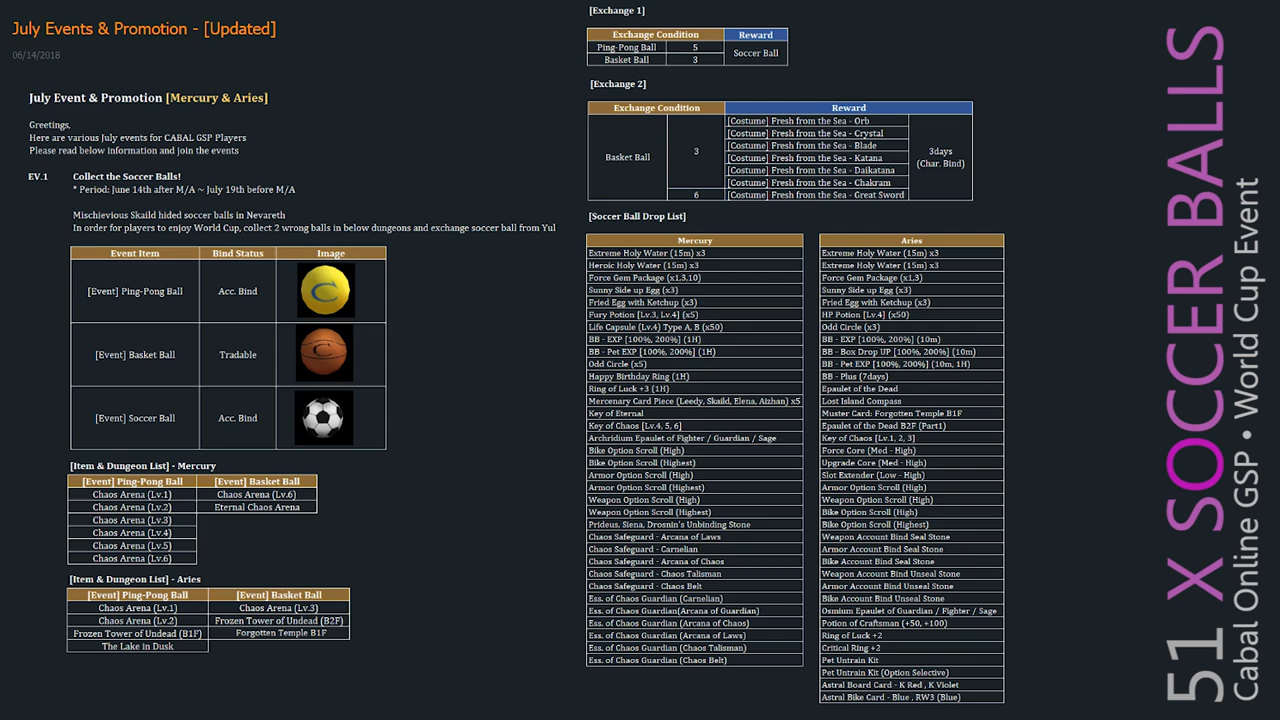 July Events & Promotion - [Updated]
06/14/2018
July Event & Promotion [Mercury & Aries]
Greetings,
Here are various July events for CABAL GSP Players
Please read below information and join the events
EV.1 Collect the Soccer Balls!
* Period: June 14th after M/A ~ July 19th before M/A
Mischievious Skaild hided soccer balls in Nevareth
In order for players to enjoy World Cup, collect 2 wrong balls in below dungeons and exchange soccer ball from Yul
Event Item Bind Status Image
[Event] Ping-Pong Ball Acc. Bind
[Event] Basket Ball Tradable
[Event] Soccer Ball Acc. Bind
[Item & Dungeon List] - Mercury
[Event] Ping-Pong Ball [Event] Basket Ball
Chaos Arena (Lv.1) Chaos Arena (Lv.6)
Chaos Arena (Lv.2) Eternal Chaos Arena
Chaos Arena (Lv.3)
Chaos Arena (Lv.4)
Chaos Arena (Lv.5)
Chaos Arena (Lv.6)
[Item & Dungeon List] - Aries
[Event] Ping-Pong Ball [Event] Basket Ball
Chaos Arena (Lv.1) Chaos Arena (Lv.3)
Chaos Arena (Lv.2) Frozen Tower of Undead (B2F)
Frozen Tower of Undead (B1F) Forgotten Temple B1F
The Lake in Dusk
[Exchange 1]
Exchange Condition Reward
Ping-Pong Ball 5 Soccer Ball
Basket Ball 3
[Exchange 2]
Exchange Condition Reward
Basket Ball 3 [Costume] Fresh from the Sea - Orb 3days (Char. Bind)
[Costume] Fresh from the Sea - Crystal
[Costume] Fresh from the Sea - Blade
[Costume] Fresh from the Sea - Katana
[Costume] Fresh from the Sea - Daikatana
[Costume] Fresh from the Sea - Chakram
6 [Costume] Fresh from the Sea - Great Sword
[Soccer Ball Drop List]
Mercury
Extreme Holy Water (15m) x3
Heroic Holy Water (15m) x3
Force Gem Package (x1,3,10)
Sunny Side up Egg (x3)
Fried Egg with Ketchup (x3)
Fury Potion [Lv.3, Lv.4] (x5)
Life Capsule (Lv.4) Type A, B (x50)
BB - EXP [100%, 200%] (1H)
BB - Pet EXP [100%, 200%] (1H)
Odd Circle (x5)
Happy Birthday Ring (1H)
Ring of Luck +3 (1H)
Mercenary Card Piece (Leedy, Skaild, Elena, Aizhan) x5
Key of Eternal
Key of Chaos [Lv.4, 5, 6]
Archridium Epaulet of Fighter / Guardian / Sage
Bike Option Scroll (High)
Bike Option Scroll (Highest)
Armor Option Scroll (High)
Armor Option Scroll (Highest)
Weapon Option Scroll (High)
Weapon Option Scroll (Highest)
Prideus, Siena, Drosnin's Unbinding Stone
Chaos Safeguard - Arcana of Laws
Chaos Safeguard - Carnelian
Chaos Safeguard - Arcana of Chaos
Chaos Safeguard - Chaos Talisman
Chaos Safeguard - Chaos Belt
Ess. of Chaos Guardian (Carnelian)
Ess. of Chaos Guardian(Arcana of Guardian)
Ess. of Chaos Guardian (Arcana of Chaos)
Ess. of Chaos Guardian (Arcana of Laws)
Ess. of Chaos Guardian (Chaos Talisman)
Ess. of Chaos Guardian (Chaos Belt)
Aries
Extreme Holy Water (15m) x3
Extreme Holy Water (15m) x3
Force Gem Package (x1,3)
Sunny Side up Egg (x3)
Fried Egg with Ketchup (x3)
HP Potion [Lv.4] (x50)
Odd Circle (x3)
BB - EXP [100%, 200%] (10m)
BB - Box Drop UP [100%, 200%] (10m)
BB - Pet EXP [100%, 200%] (10m, 1H)
BB - Plus (7days)
Epaulet of the Dead
Lost Island Compass
Muster Card: Forgotten Temple B1F
Epaulet of the Dead B2F (Part1)
Key of Chaos [Lv.1, 2, 3]
Force Core (Med - High)
Upgrade Core (Med - High)
Slot Extender (Low - High)
Armor Option Scroll (High)
Weapon Option Scroll (High)
Bike Option Scroll (High)
Bike Option Scroll (Highest)
Weapon Account Bind Seal Stone
Armor Account Bind Seal Stone
Bike Account Bind Seal Stone
Weapon Account Bind Unseal Stone
Armor Account Bind Unseal Stone
Bike Account Bind Unseal Stone
Osmium Epaulet of Guardian / Fighter / Sage
Potion of Craftsman (+50, +100)
Ring of Luck +2
Critical Ring +2
Pet Untrain Kit
Pet Untrain Kit (Option Selective)
Astral Board Card - K Red , K Violet
Astral Bike Card - Blue , RW3 (Blue)
51 X SOCCER BALLS
Cabal Online GSP • World Cup Event